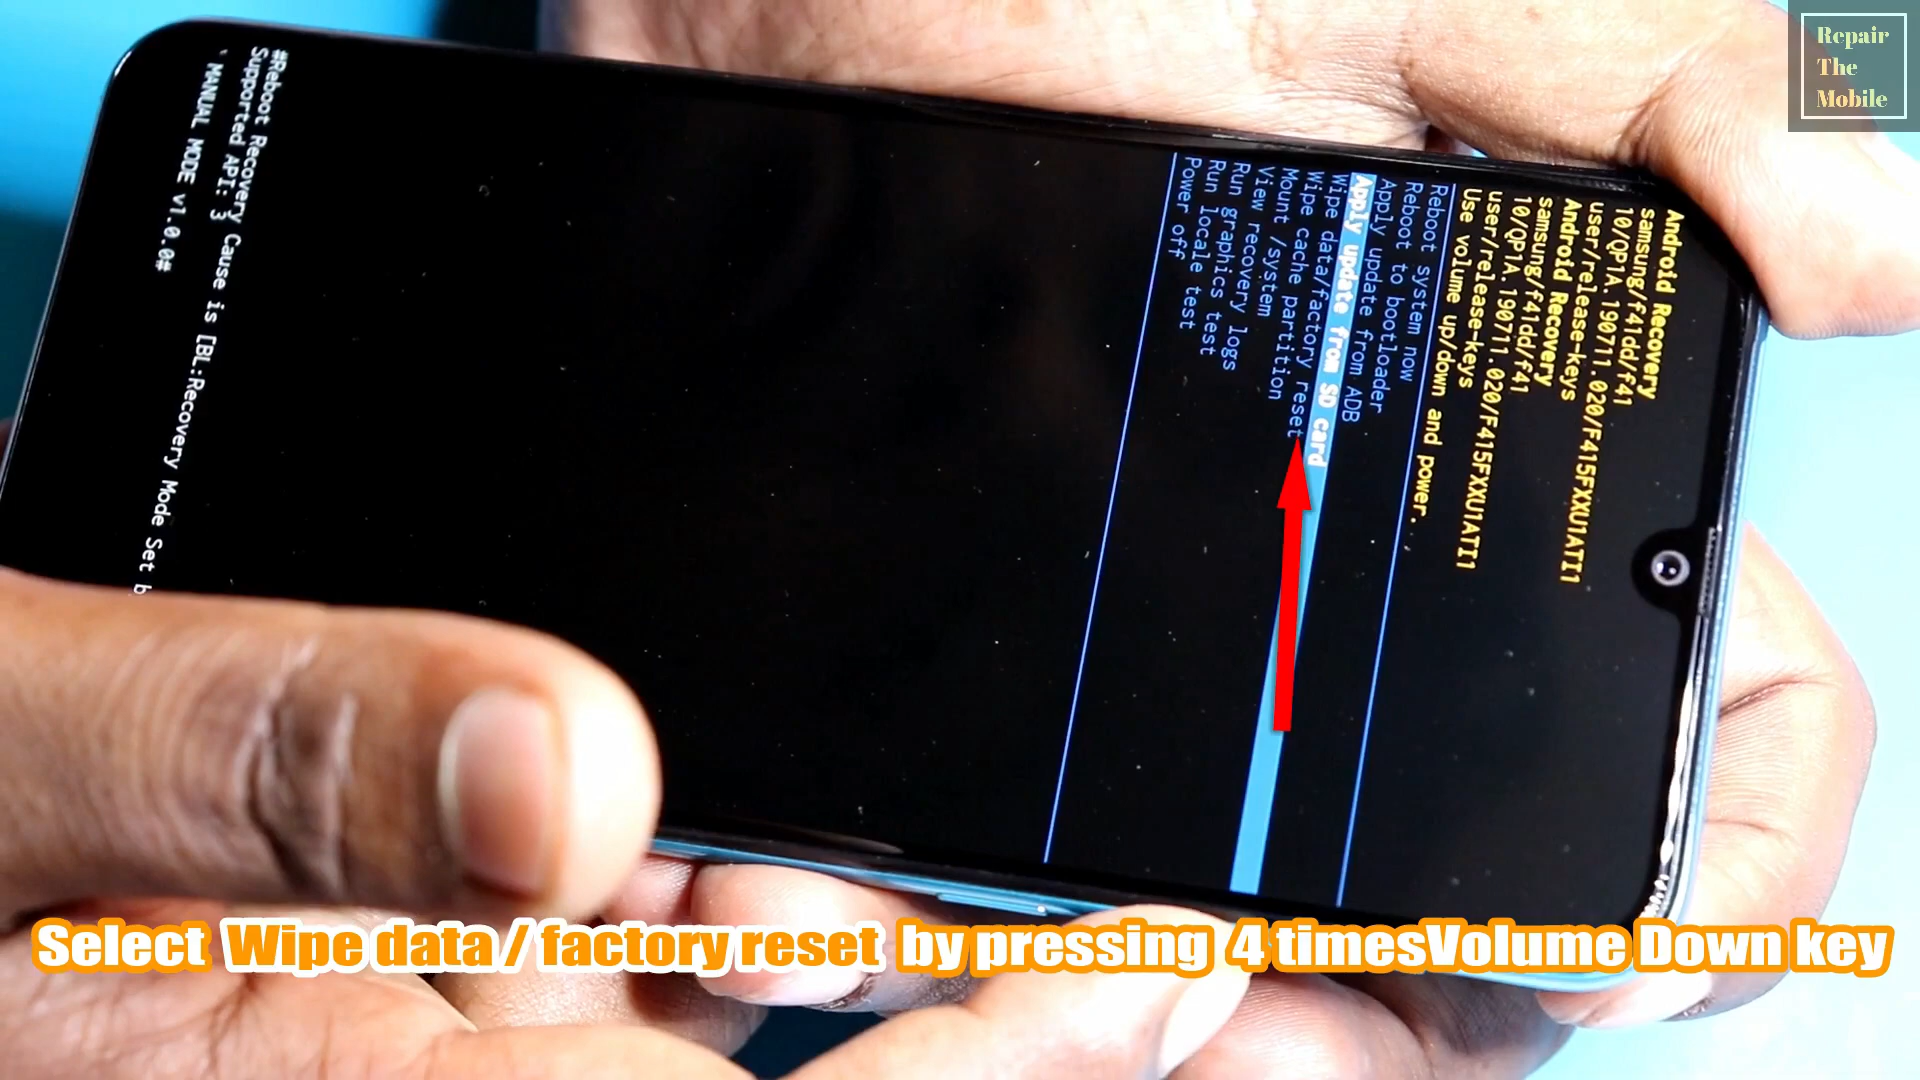 Repair
The
Mobile
Android Recovery
samsung/f41dd/f41
10/QP1A.190711.020/F415FXXU1ATI1
user/release-keys
Android Recovery
samsung/f41dd/f41
10/QP1A.190711.020/F415FXXU1ATI1
user/release-keys
Use volume up/down and power.
Reboot system now
Reboot to bootloader
Apply update from ADB
Apply update from SD card
Wipe data/factory reset
Wipe cache partition
Mount /system
View recovery logs
Run graphics test
Run locale test
Power off
#Reboot Recovery Cause is [BL:Recovery Mode Set b
Supported API: 3
MANUAL MODE v1.0.0#
Select Wipe data / factory reset by pressing 4 timesVolume Down key